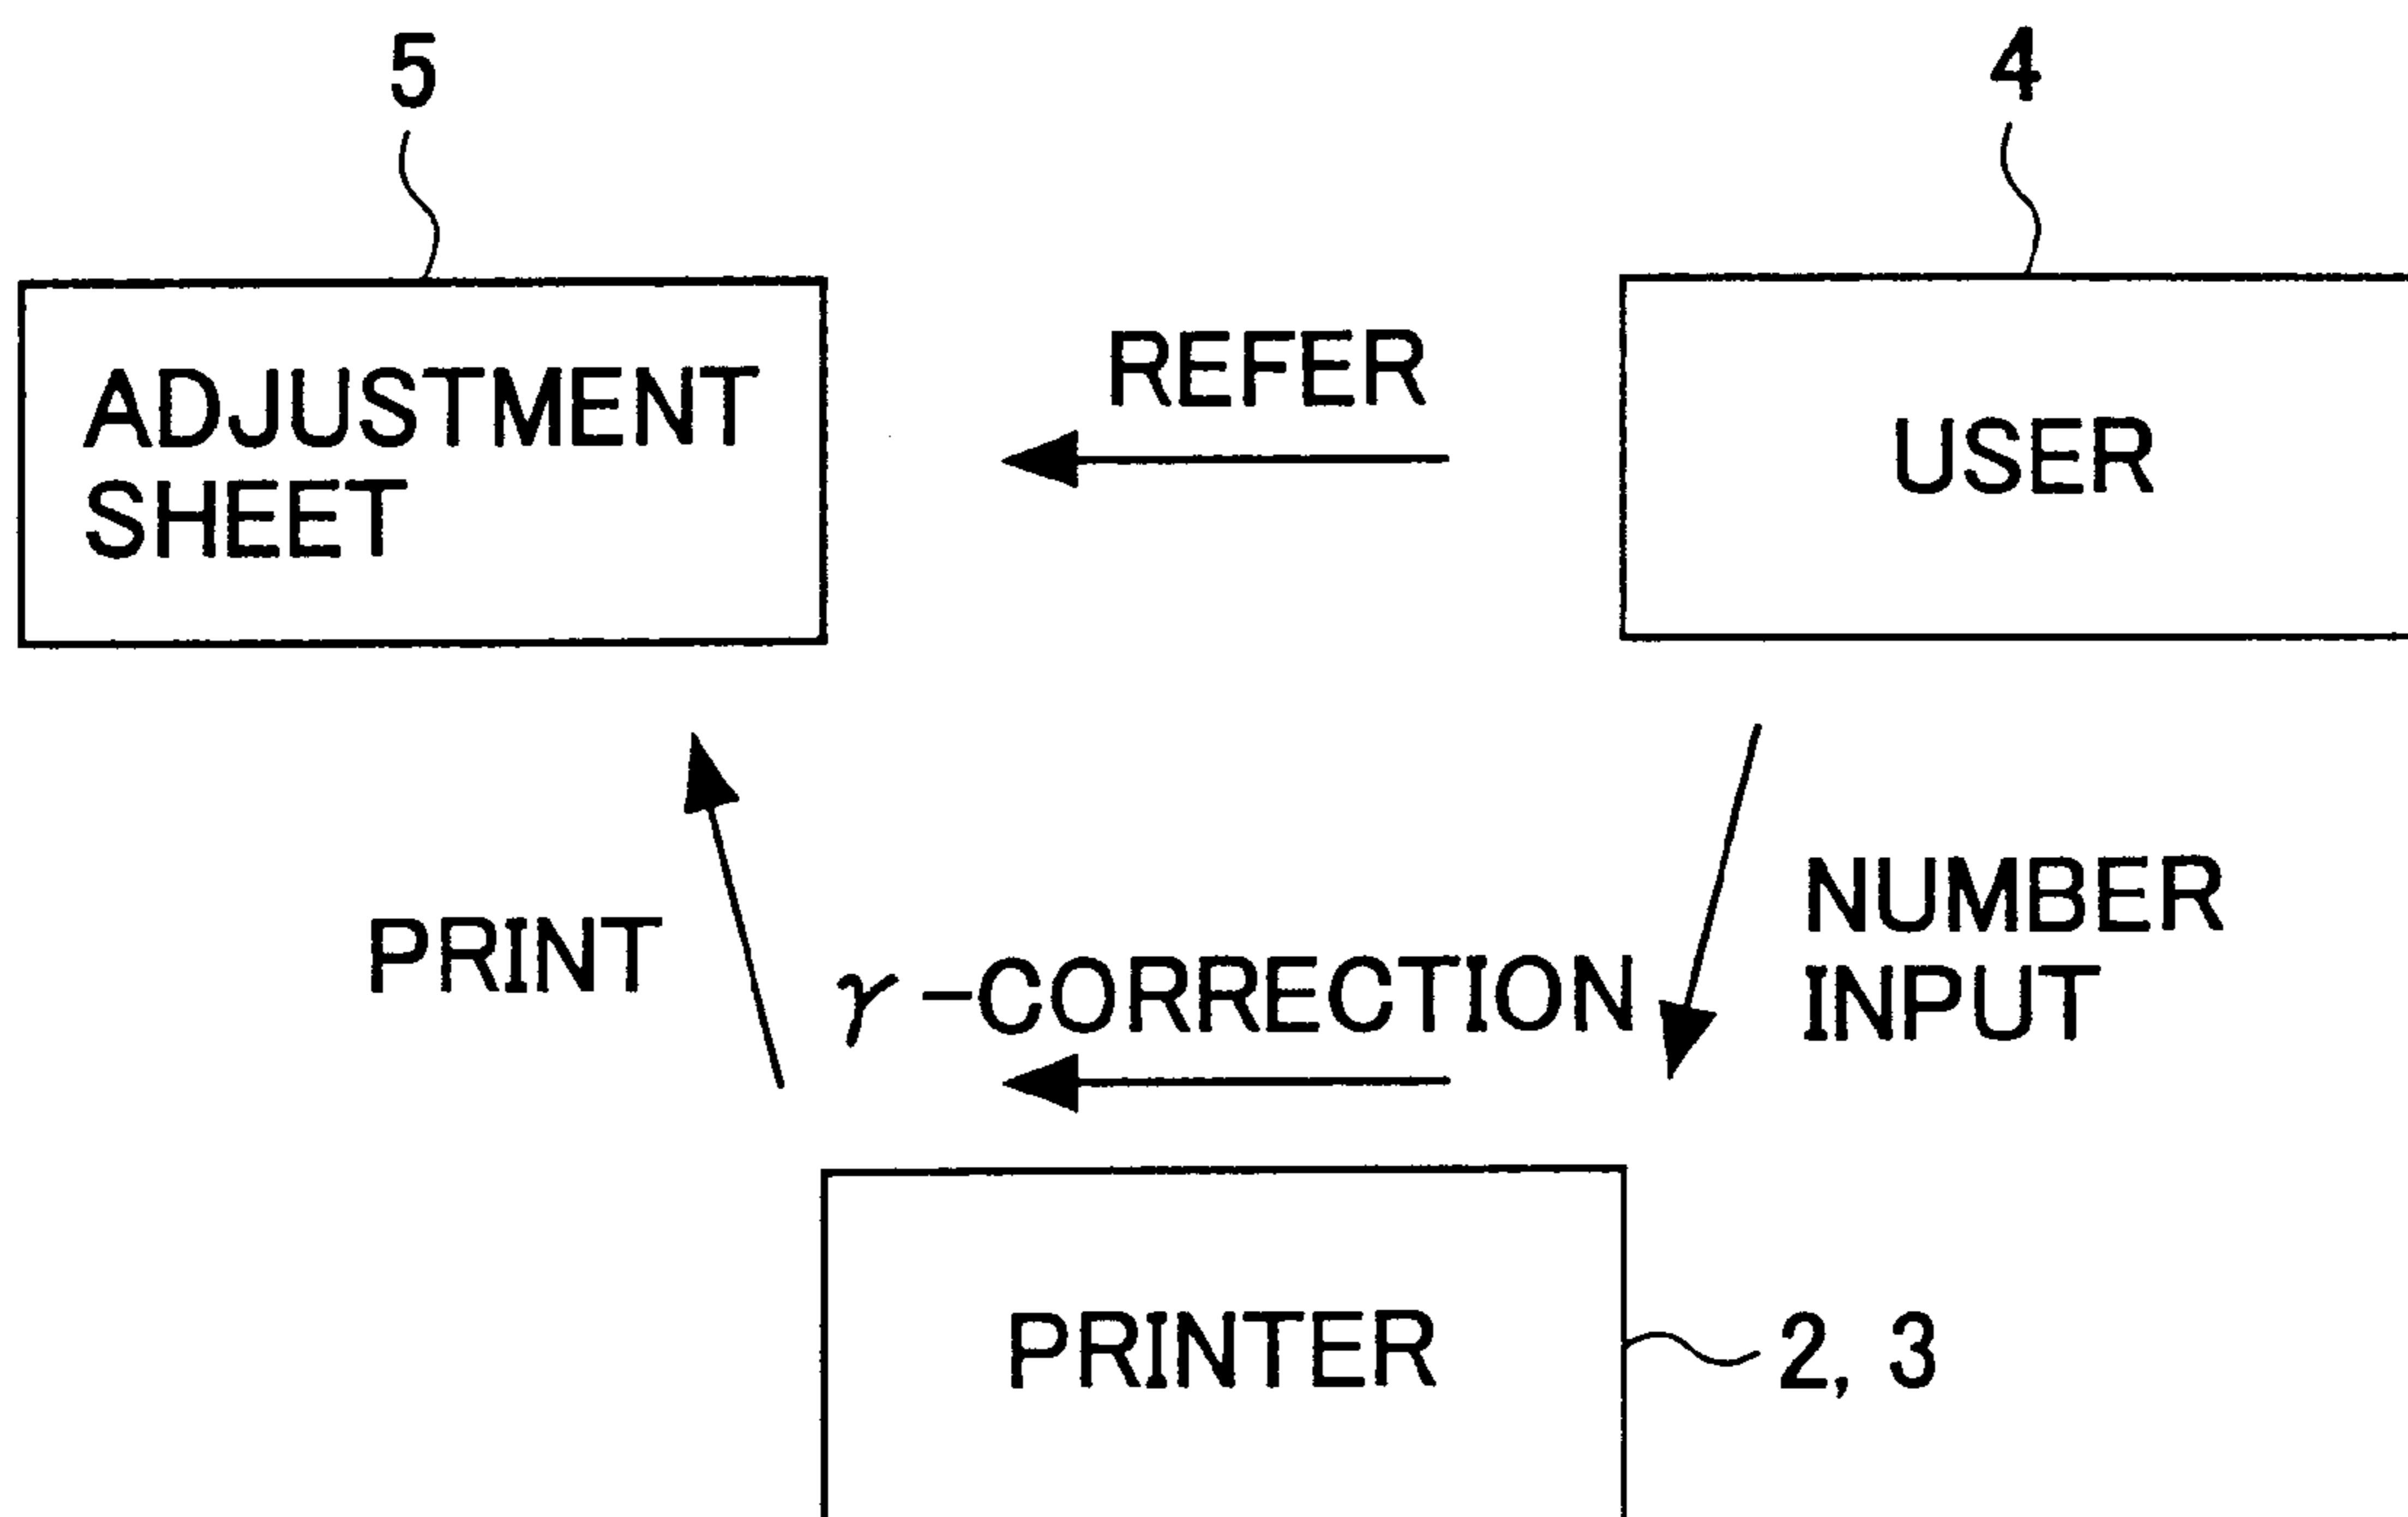 5
4
ADJUSTMENT
SHEET
REFER
USER
PRINT
γ-CORRECTION
NUMBER
INPUT
PRINTER
2, 3